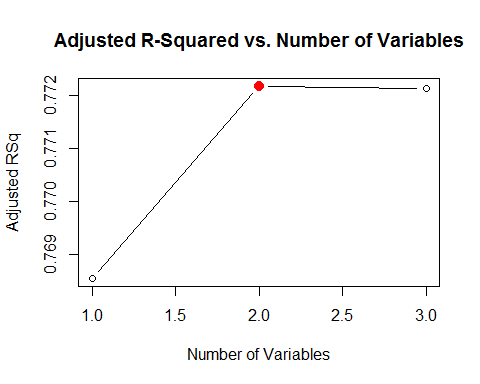 Adjusted R-Squared vs. Number of Variables
Adjusted RSq
0.772
0.771
0.770
0.769
1.0 1.5 2.0 2.5 3.0
Number of Variables